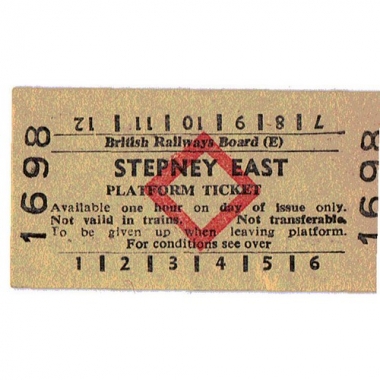 12 11 10 9 8 7
British Railways Board (E)
STEPNEY EAST
PLATFORM TICKET
Available one hour on day of issue only.
Not valid in trains. Not transferable.
To be given up when leaving platform.
For conditions see over
1 2 3 4 5 6
1698
1698